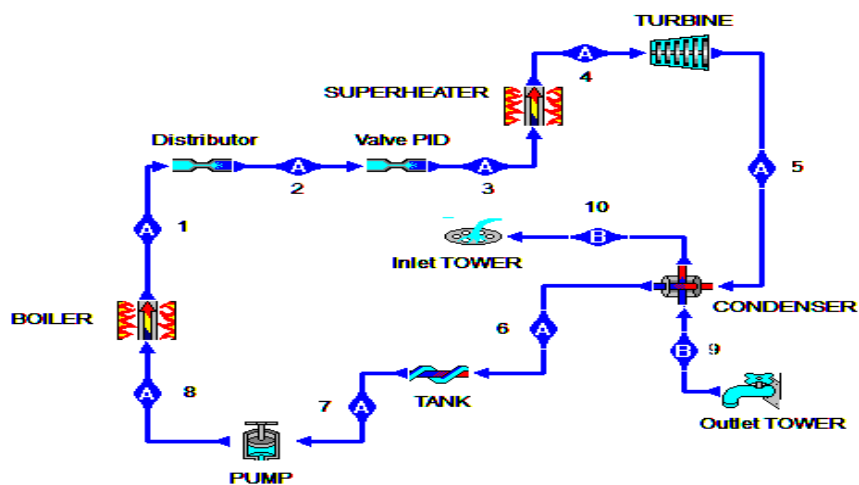 TURBINE
A
4
SUPERHEATER
Distributor
Valve PID
A
2
A
3
A
5
10
A
1
B
Inlet TOWER
CONDENSER
BOILER
6
A
B
9
A
8
7
A
TANK
Outlet TOWER
PUMP